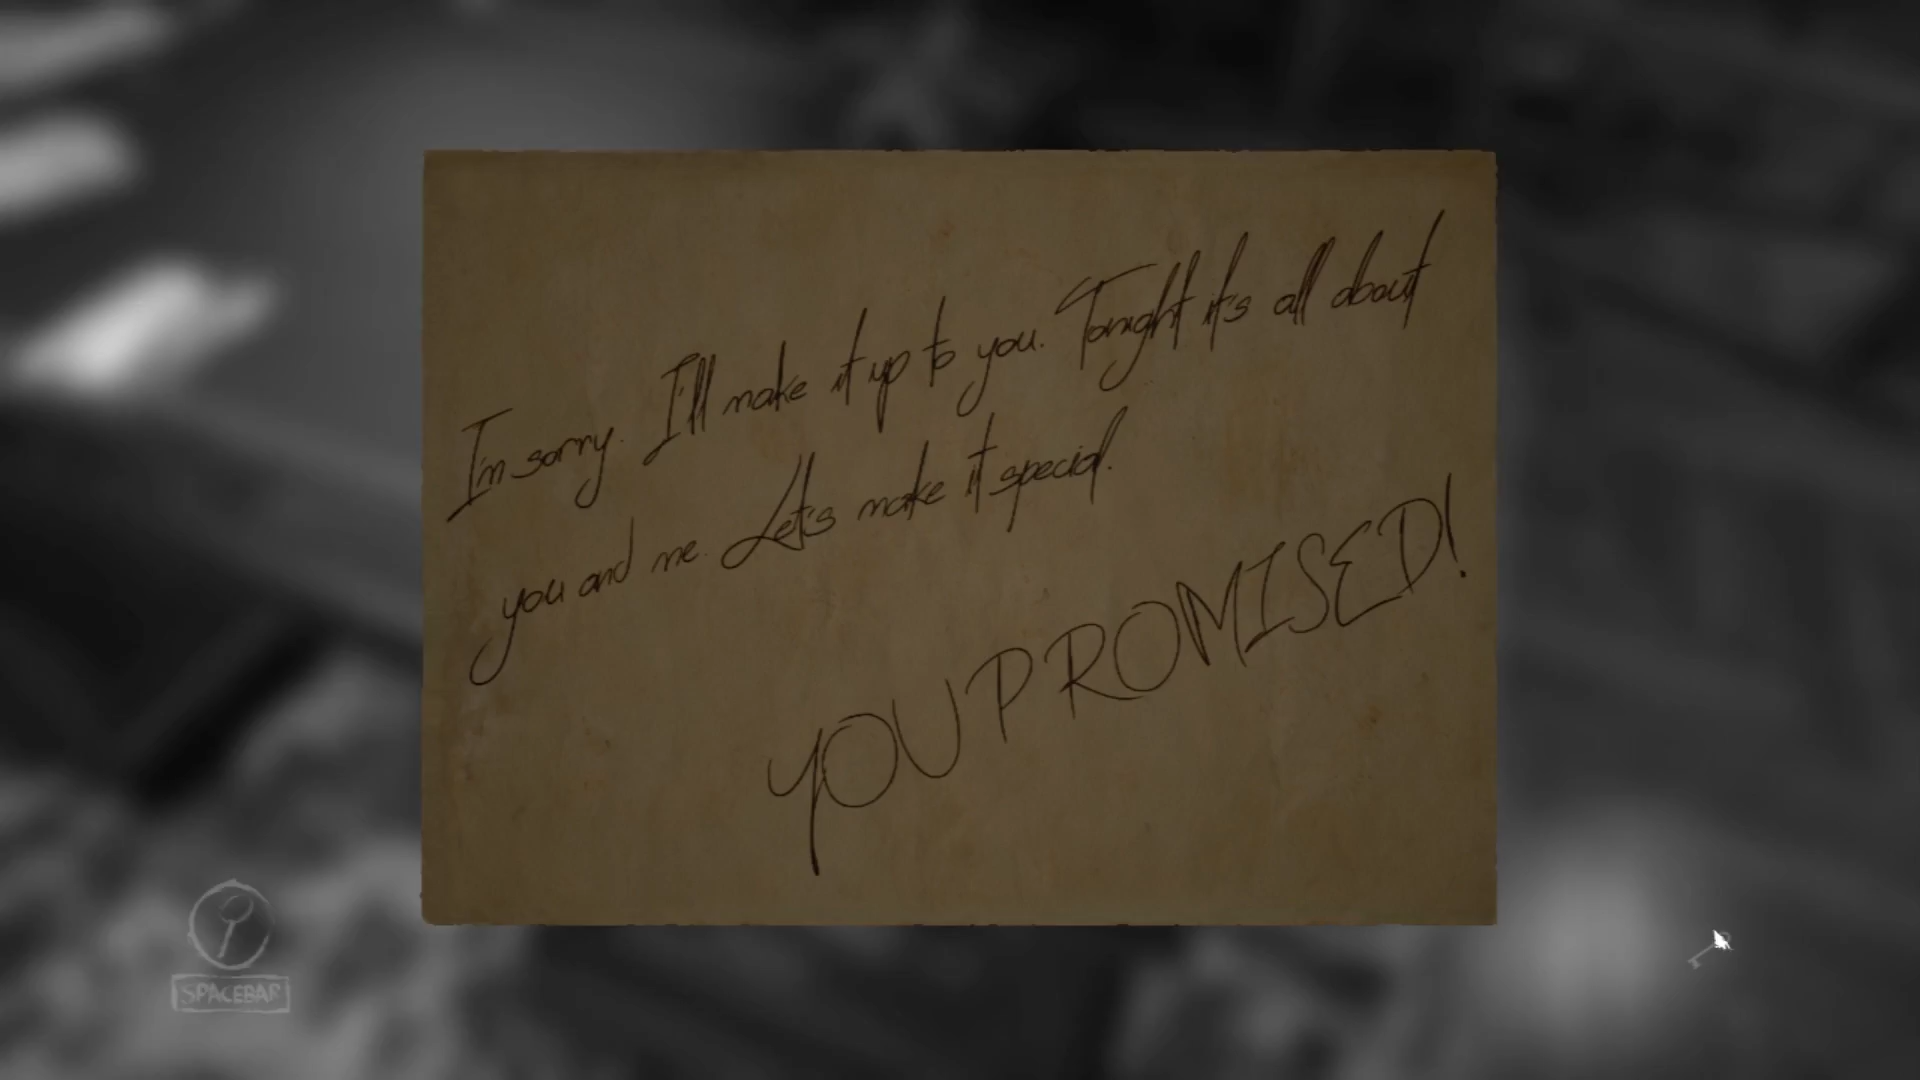 I'm sorry. I'll make it up to you. Tonight it's all about
you and me. Let's make it special.
YOU PROMISED!
SPACEBAR